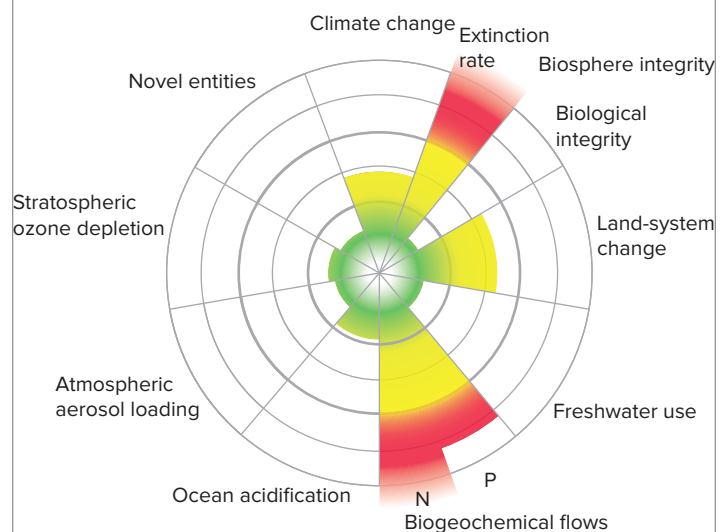 Climate change
Extinction
rate
Biosphere integrity
Novel entities
Biological
integrity
Stratospheric
ozone depletion
Land-system
change
Atmospheric
aerosol loading
Freshwater use
Ocean acidification
P
N
Biogeochemical flows